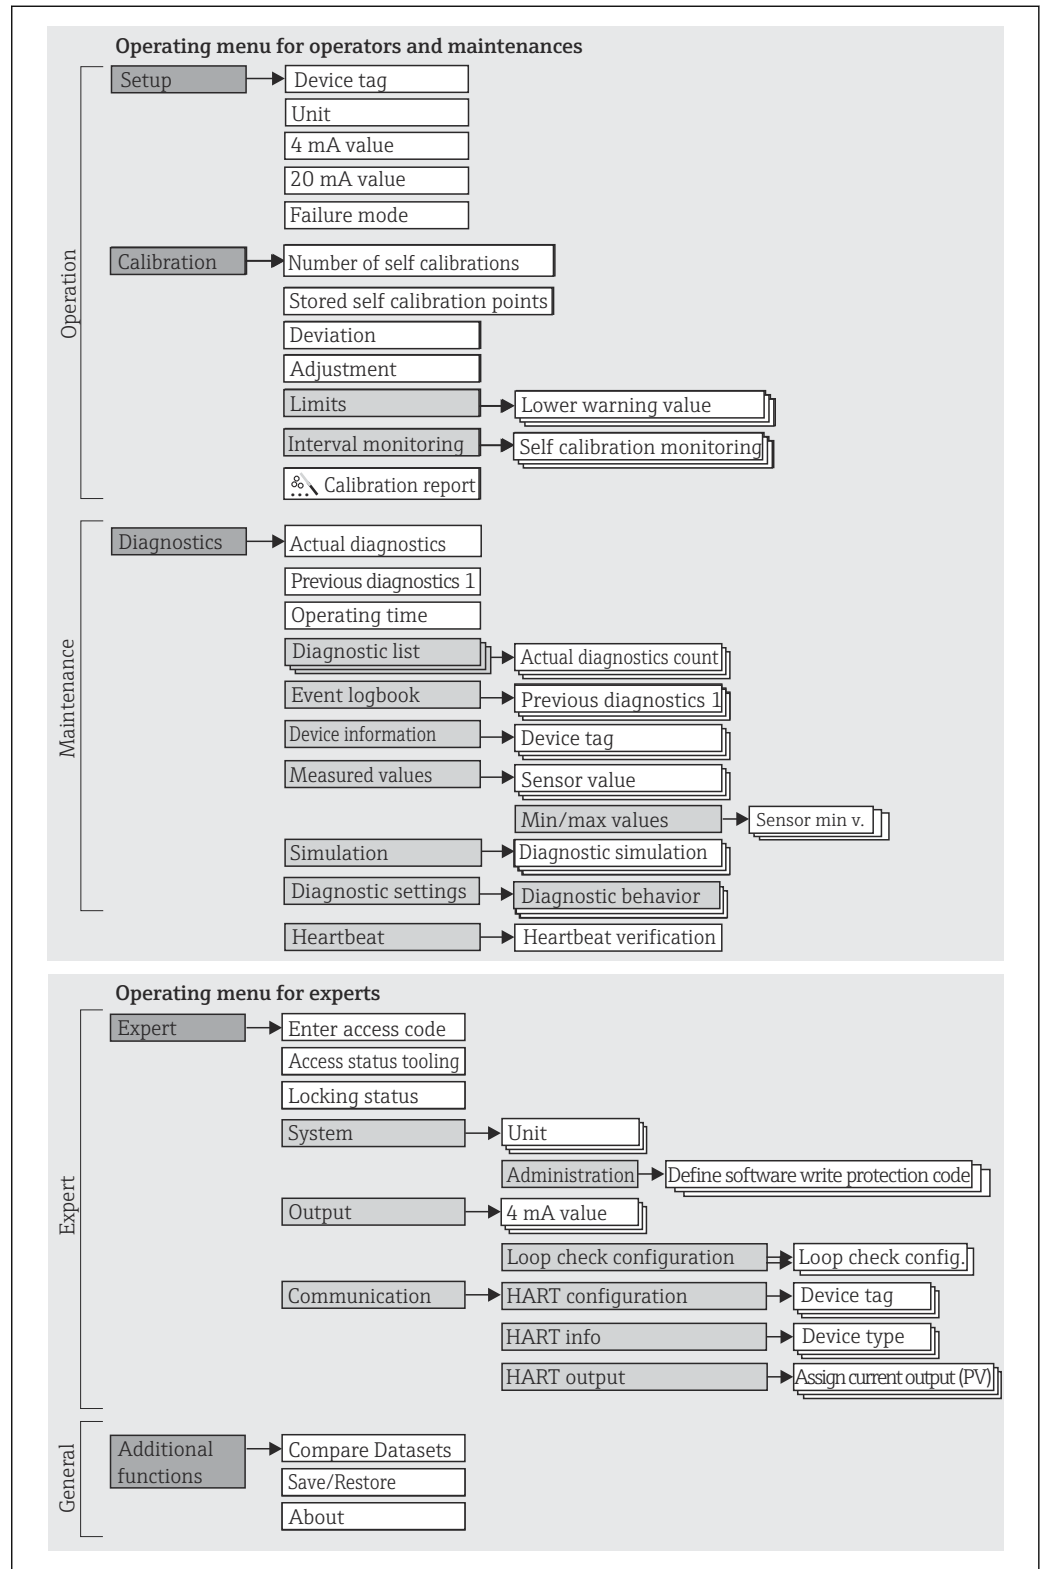 Operating menu for operators and maintenances
Operation
Setup
Device tag
Unit
4 mA value
20 mA value
Failure mode
Calibration
Number of self calibrations
Stored self calibration points
Deviation
Adjustment
Limits
Lower warning value
Interval monitoring
Self calibration monitoring
Calibration report
Maintenance
Diagnostics
Actual diagnostics
Previous diagnostics 1
Operating time
Diagnostic list
Actual diagnostics count
Event logbook
Previous diagnostics 1
Device information
Device tag
Measured values
Sensor value
Min/max values
Sensor min v.
Simulation
Diagnostic simulation
Diagnostic settings
Diagnostic behavior
Heartbeat
Heartbeat verification
Operating menu for experts
Expert
Expert
Enter access code
Access status tooling
Locking status
System
Unit
Administration
Define software write protection code
Output
4 mA value
Loop check configuration
Loop check config.
Communication
HART configuration
Device tag
HART info
Device type
HART output
Assign current output (PV)
General
Additional
functions
Compare Datasets
Save/Restore
About